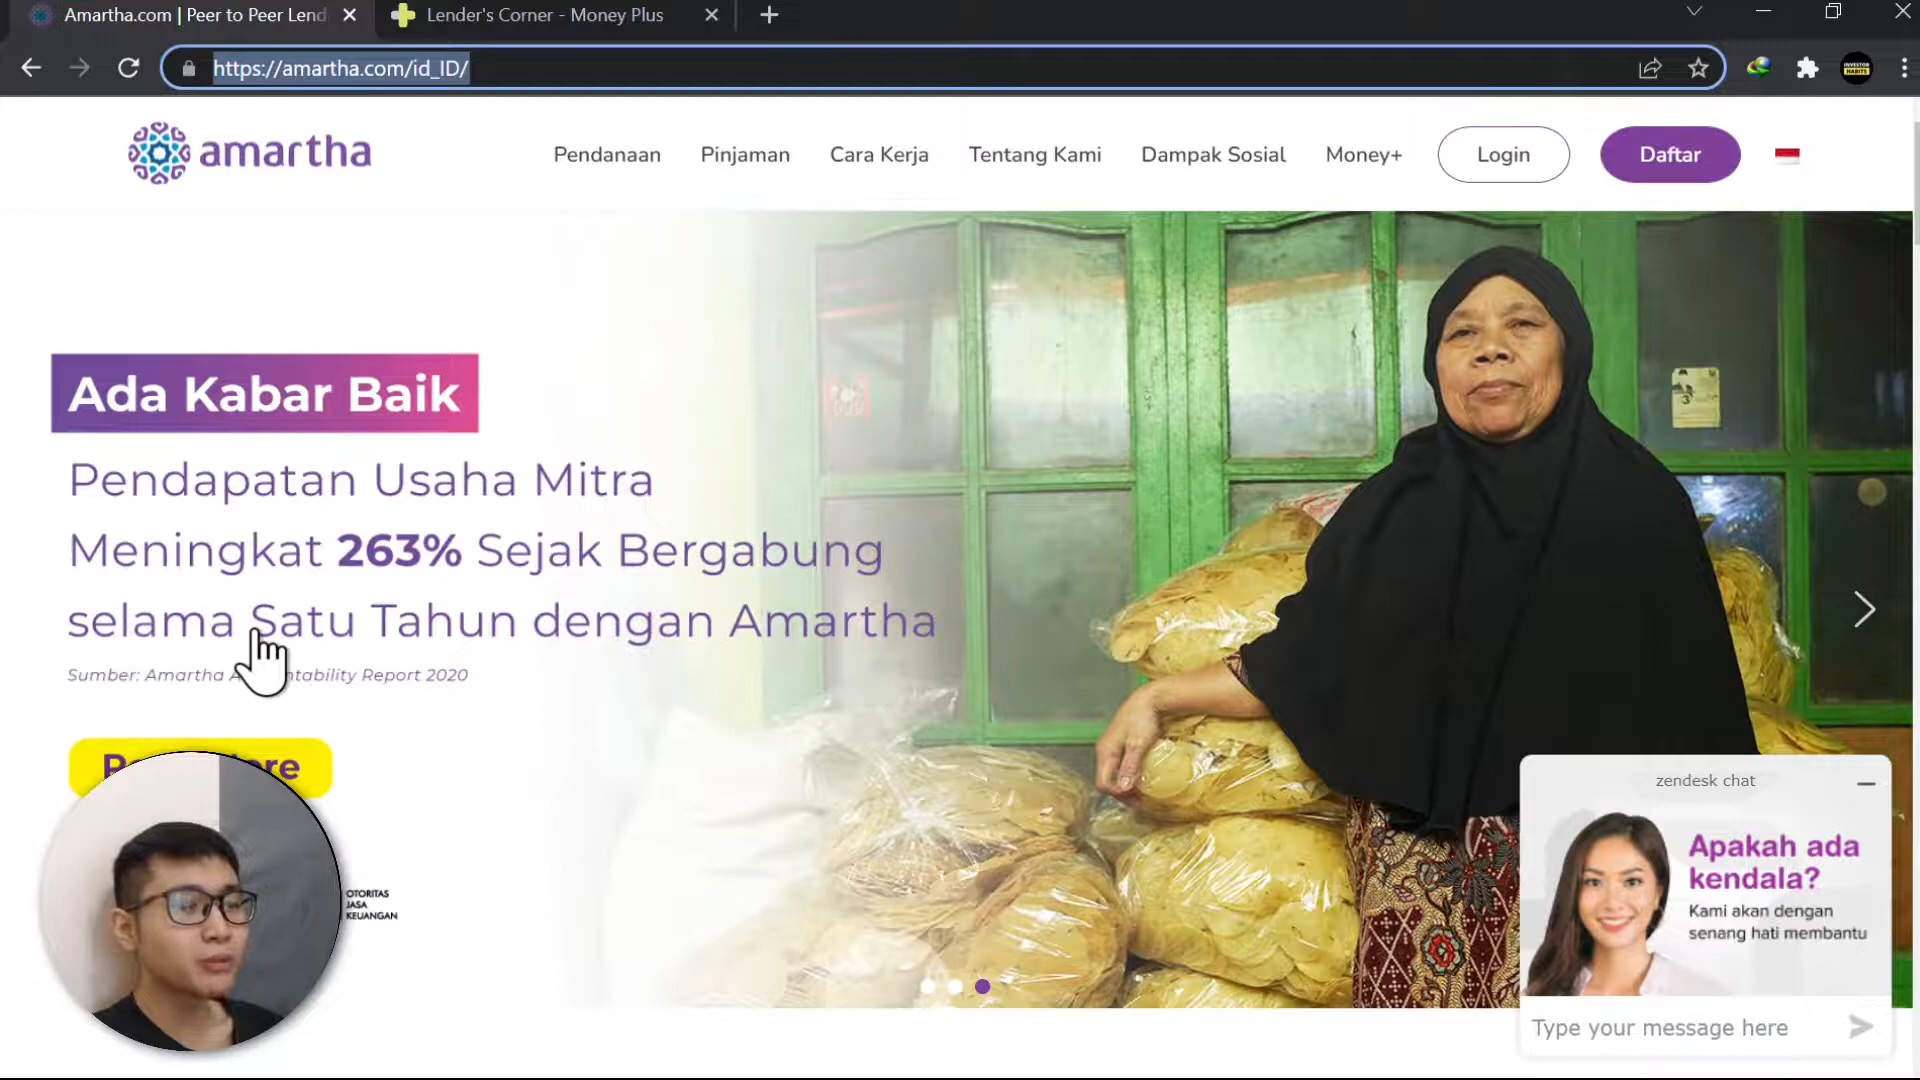 Amartha.com | Peer to Peer Lend
Lender's Corner - Money Plus
https://amartha.com/id_ID/
INVESTOR
HABITS
amartha
Pendanaan
Pinjaman
Cara Kerja
Tentang Kami
Dampak Sosial
Money+
Login
Daftar
Ada Kabar Baik
Pendapatan Usaha Mitra
Meningkat 263% Sejak Bergabung
selama Satu Tahun dengan Amartha
Sumber: Amartha Report 2020
3
OTORITAS
JASA
KEUANGAN
zendesk chat
Apakah ada
kendala?
Kami akan dengan
senang hati membantu
Type your message here